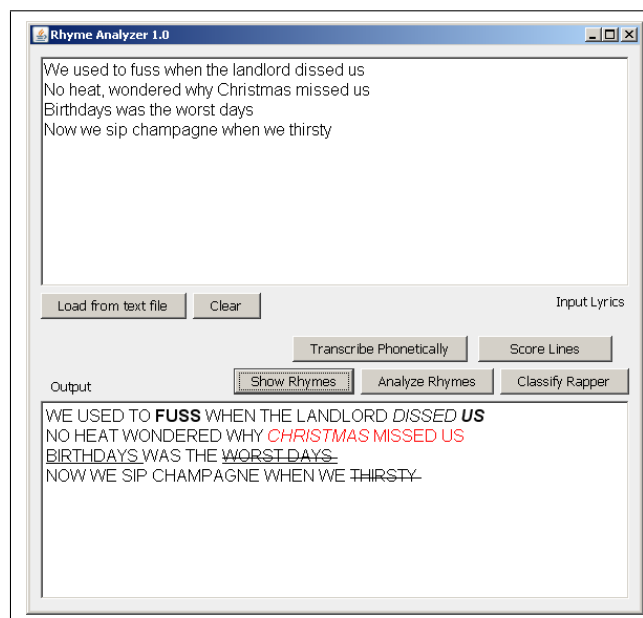 Rhyme Analyzer 1.0
We used to fuss when the landlord dissed us
No heat, wondered why Christmas missed us
Birthdays was the worst days
Now we sip champagne when we thirsty
Load from text file
Clear
Input Lyrics
Transcribe Phonetically
Score Lines
Output
Show Rhymes
Analyze Rhymes
Classify Rapper
WE USED TO FUSS WHEN THE LANDLORD DISSED US
NO HEAT WONDERED WHY CHRISTMAS MISSED US
BIRTHDAYS WAS THE WORST DAYS
NOW WE SIP CHAMPAGNE WHEN WE THIRSTY